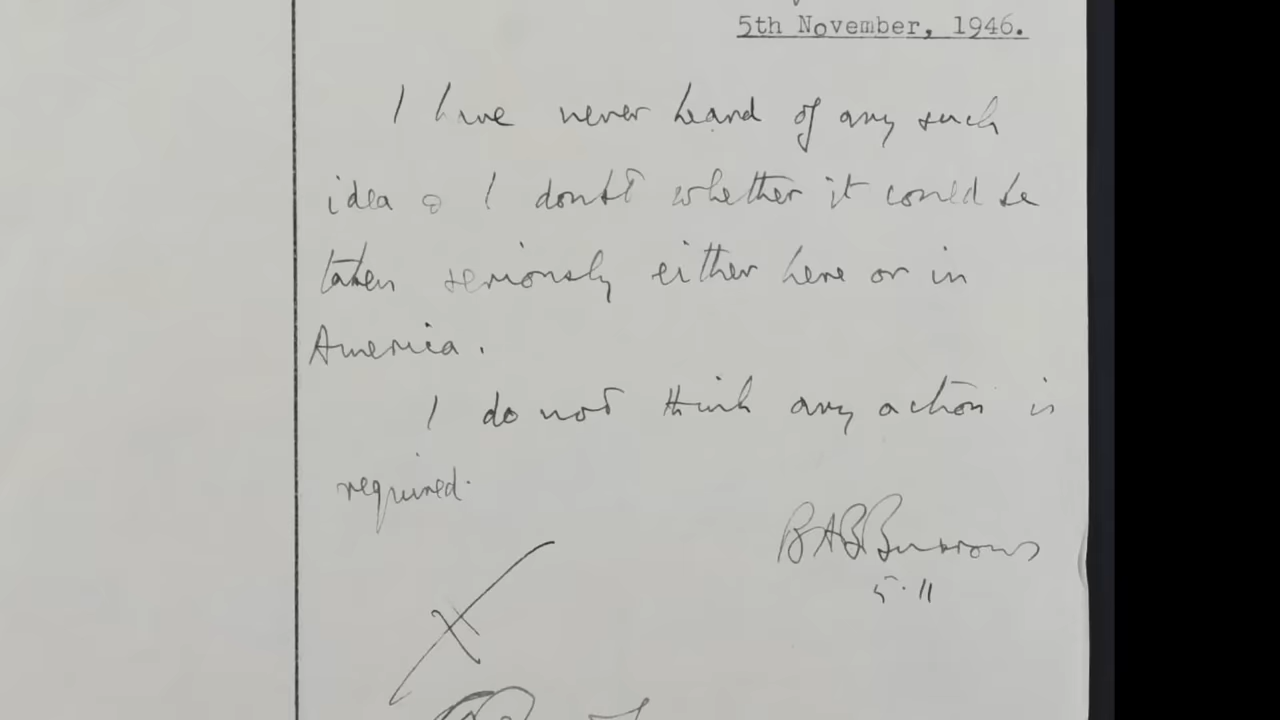 5th November, 1946.
I have never heard of any such
idea & I doubt whether it could be
taken seriously either here or in
America.
I do not think any action is
required.
B A B Burrows
5.11